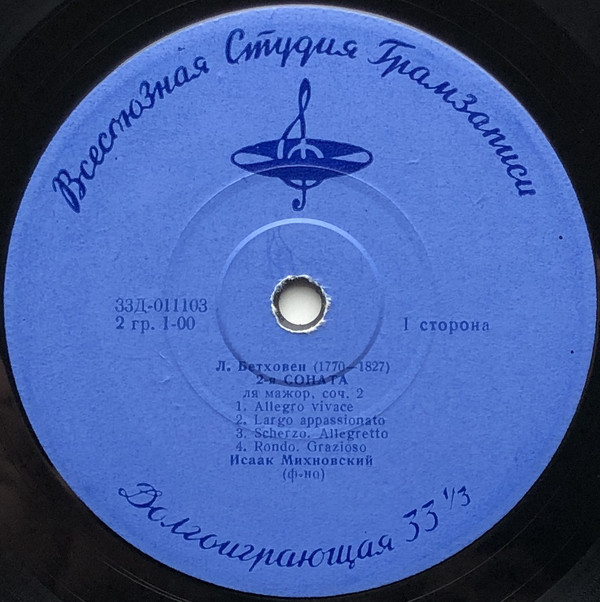 Всесоюзная Студия Грамзаписи
33Д-011103
2 гр. 1-00
I сторона
Л. Бетховен (1770—1827)
2-я СОНАТА
ля мажор, соч. 2
1. Allegro vivace
2. Largo appassionato
3. Scherzo. Allegretto
4. Rondo. Grazioso
Исаак Михновский
(ф-но)
Долгоиграющая 33 1/3